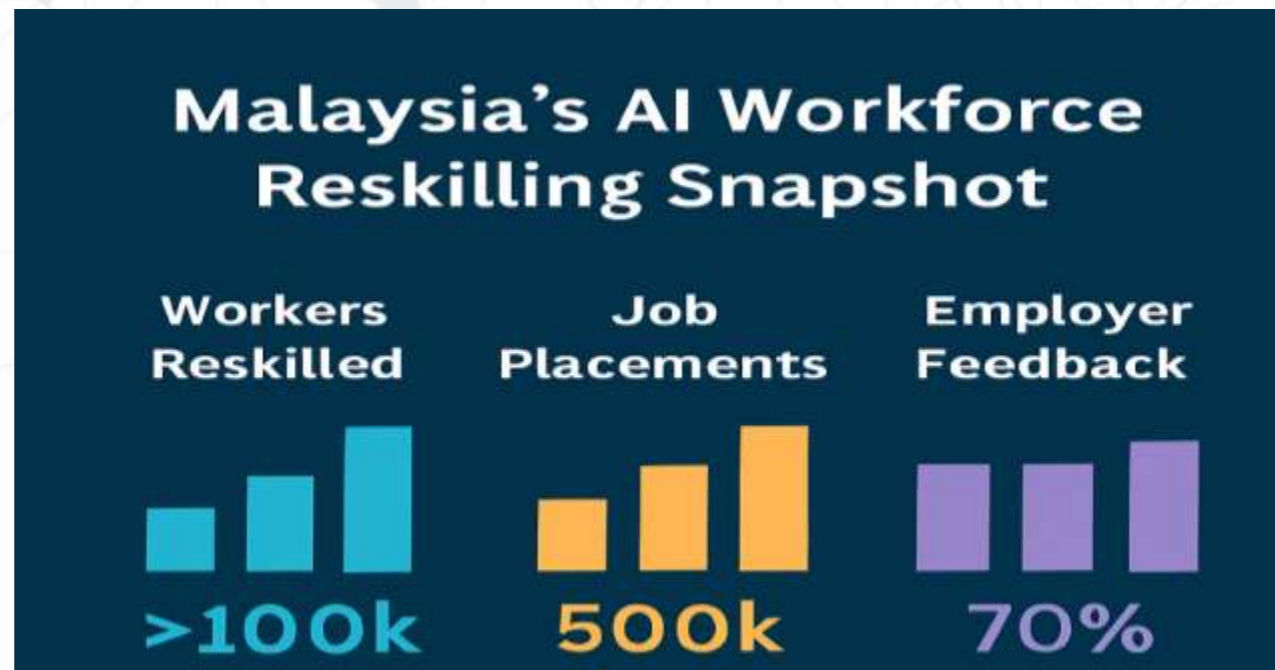 Malaysia's AI Workforce
Reskilling Snapshot
Workers
Reskilled
Job
Placements
Employer
Feedback
>100k
500k
70%